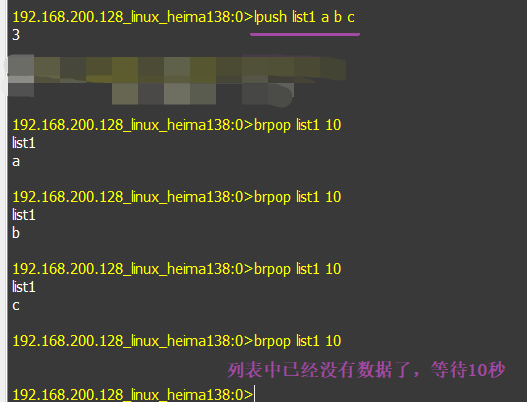 192.168.200.128_linux_heima138:0>lpush list1 a b c
3
192.168.200.128_linux_heima138:0>brpop list1 10
list1
a
192.168.200.128_linux_heima138:0>brpop list1 10
list1
b
192.168.200.128_linux_heima138:0>brpop list1 10
list1
c
192.168.200.128_linux_heima138:0>brpop list1 10
列表中已经没有数据了，等待10秒
192.168.200.128_linux_heima138:0>